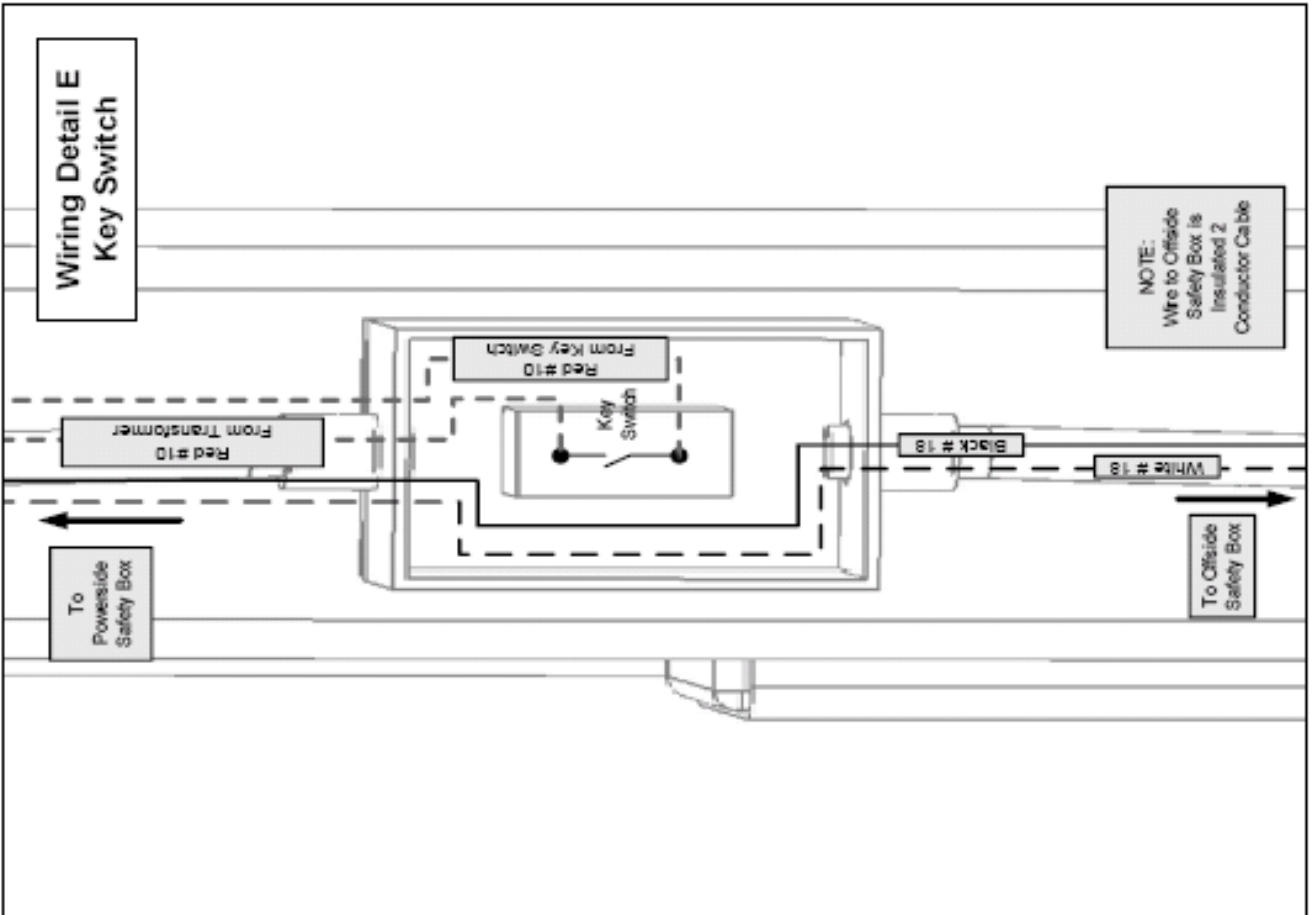 Wiring Detail E
Key Switch
NOTE:
Wire to Offside
Safety Box is
Insulated 2
Conductor Cable
Red #10
From Key Switch
Red #10
From Transformer
Key
Switch
Black # 18
White # 18
To
Powerside
Safety Box
To Offside
Safety Box